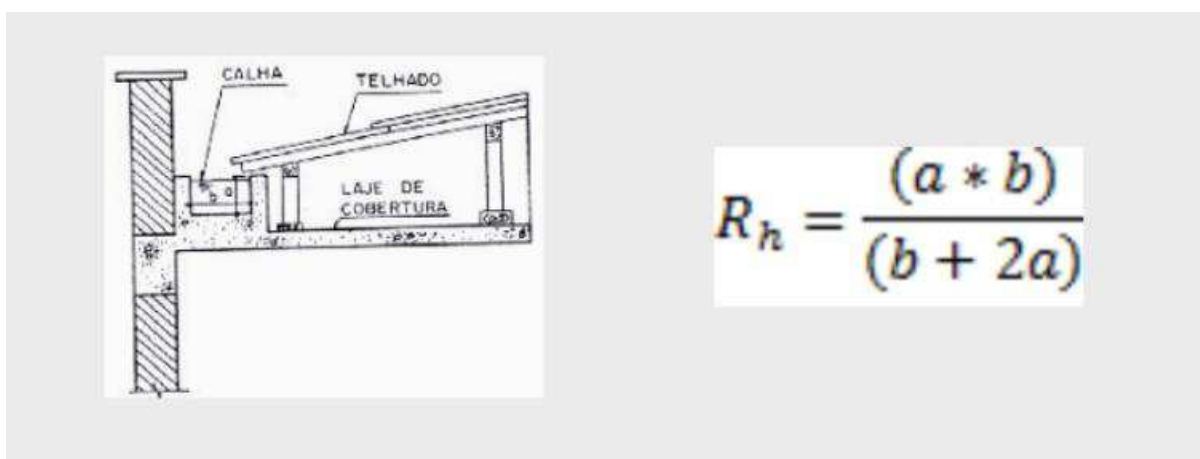 CALHA
TELHADO
b a
LAJE DE
COBERTURA
R_h = (a * b) / (b + 2a)